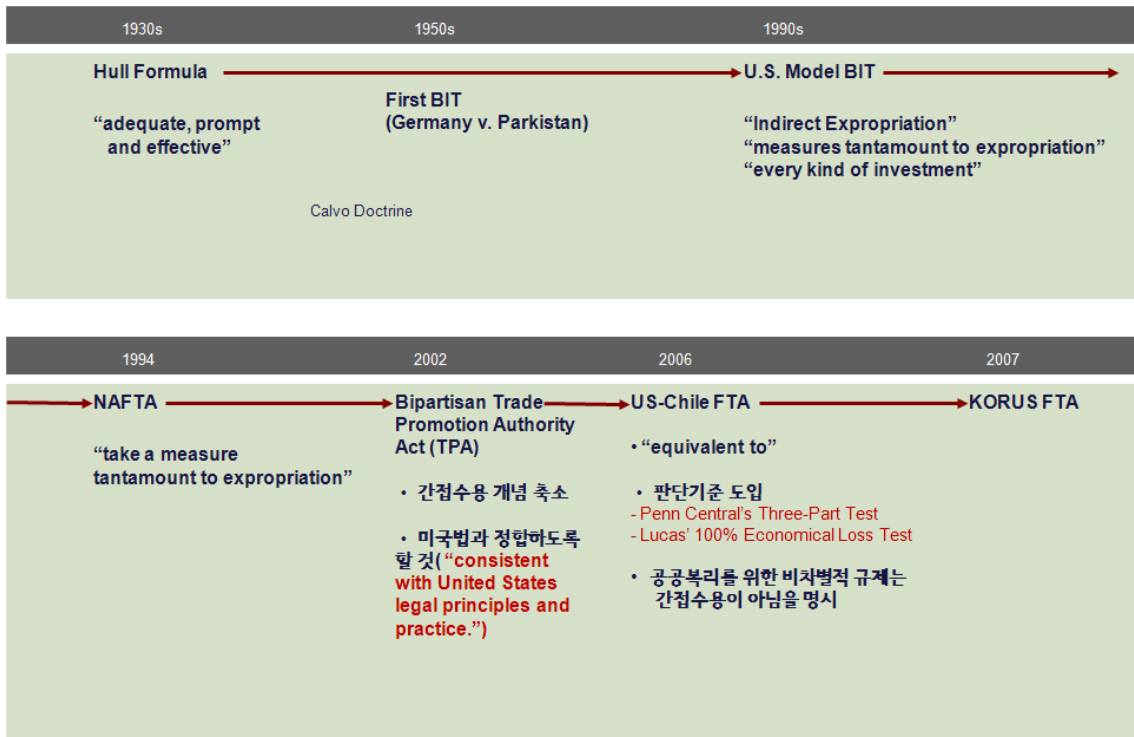 1930s
1950s
1990s
Hull Formula
“adequate, prompt
and effective”
First BIT
(Germany v. Parkistan)
Calvo Doctrine
U.S. Model BIT
“Indirect Expropriation”
“measures tantamount to expropriation”
“every kind of investment”
1994
2002
2006
2007
NAFTA
“take a measure
tantamount to expropriation”
Bipartisan Trade
Promotion Authority
Act (TPA)
• 간접수용 개념 축소
• 미국법과 정합하도록
할 것( “consistent
with United States
legal principles and
practice.”)
US-Chile FTA
• “equivalent to”
• 판단기준 도입
- Penn Central’s Three-Part Test
- Lucas’ 100% Economical Loss Test
• 공공복리를 위한 비차별적 규제는
간접수용이 아님을 명시
KORUS FTA